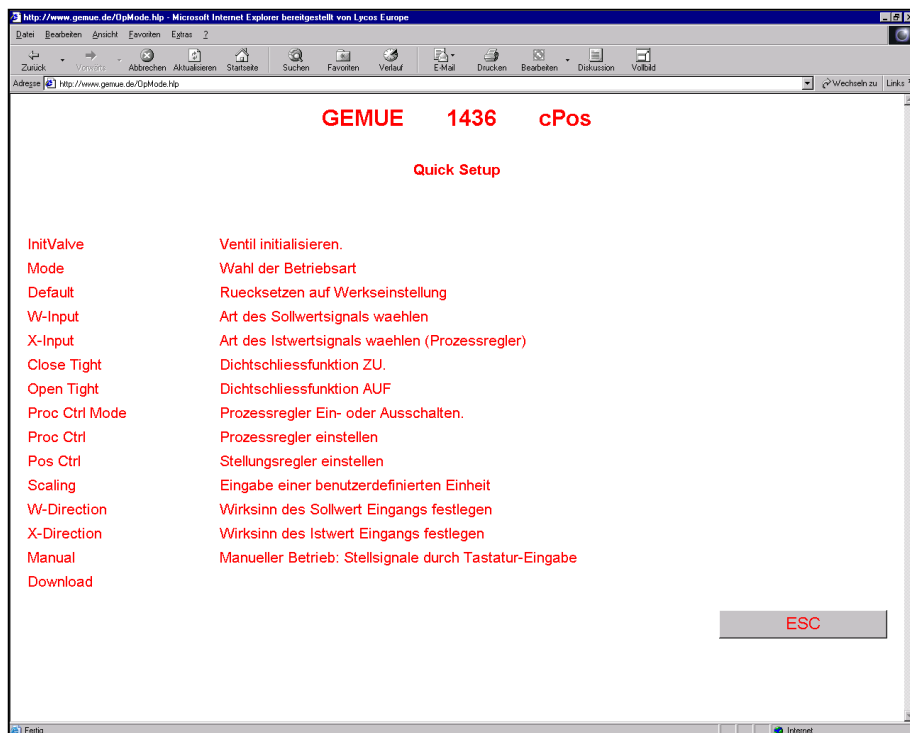 http://www.gemue.de/OpMode.hlp - Microsoft Internet Explorer bereitgestellt von Lycos Europe
Datei Bearbeiten Ansicht Favoriten Extras ?
Zurück Vorwärts Abbrechen Aktualisieren Startseite Suchen Favoriten Verlauf E-Mail Drucken Bearbeiten Diskussion Vollbild
Adresse http://www.gemue.de/OpMode.hlp Wechseln zu Links
GEMUE 1436 cPos
Quick Setup
InitValve Ventil initialisieren.
Mode Wahl der Betriebsart
Default Ruecksetzen auf Werkseinstellung
W-Input Art des Sollwertsignals waehlen
X-Input Art des Istwertsignals waehlen (Prozessregler)
Close Tight Dichtschliessfunktion ZU.
Open Tight Dichtschliessfunktion AUF
Proc Ctrl Mode Prozessregler Ein- oder Ausschalten.
Proc Ctrl Prozessregler einstellen
Pos Ctrl Stellungsregler einstellen
Scaling Eingabe einer benutzerdefinierten Einheit
W-Direction Wirksinn des Sollwert Eingangs festlegen
X-Direction Wirksinn des Istwert Eingangs festlegen
Manual Manueller Betrieb: Stellsignale durch Tastatur-Eingabe
Download
ESC
Fertig Internet